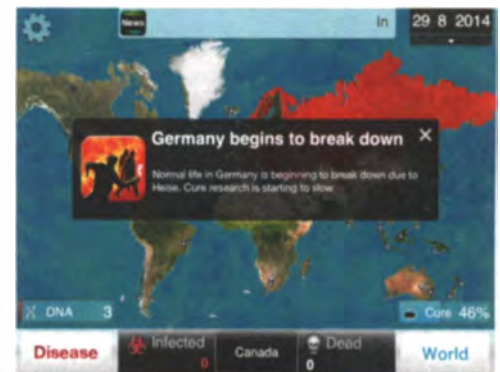 News In 29 8 2014
Germany begins to break down
Normal life in Germany is beginning to break down due to
Heise. Cure research is starting to slow.
DNA 3
Cure 46%
Disease
Infected
0
Canada
Dead
0
World